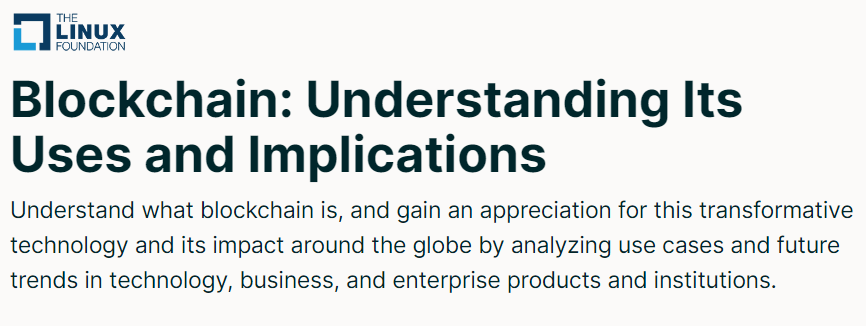 THE
LINUX
FOUNDATION
Blockchain: Understanding Its
Uses and Implications
Understand what blockchain is, and gain an appreciation for this transformative
technology and its impact around the globe by analyzing use cases and future
trends in technology, business, and enterprise products and institutions.